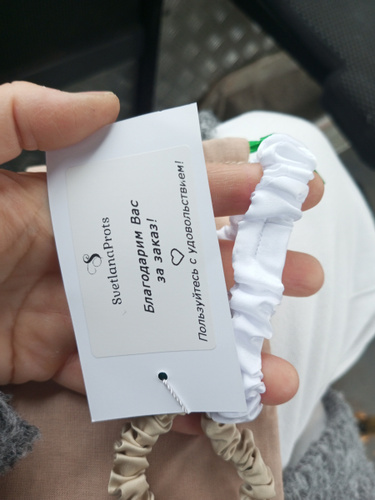 S
SvetlanaProts
Благодарим Вас
за заказ!
Пользуйтесь с удовольствием!